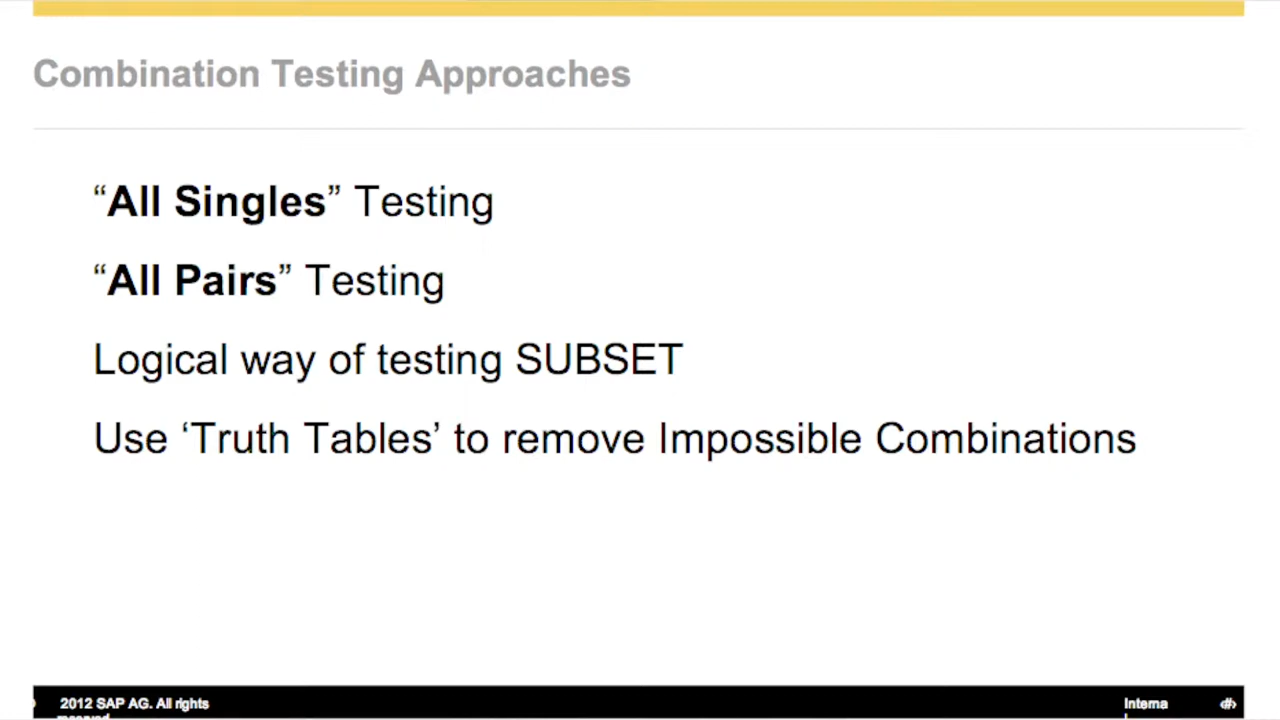 Combination Testing Approaches
“All Singles” Testing
“All Pairs” Testing
Logical way of testing SUBSET
Use ‘Truth Tables’ to remove Impossible Combinations
2012 SAP AG. All rights
reserved
Interna
l
‹#›